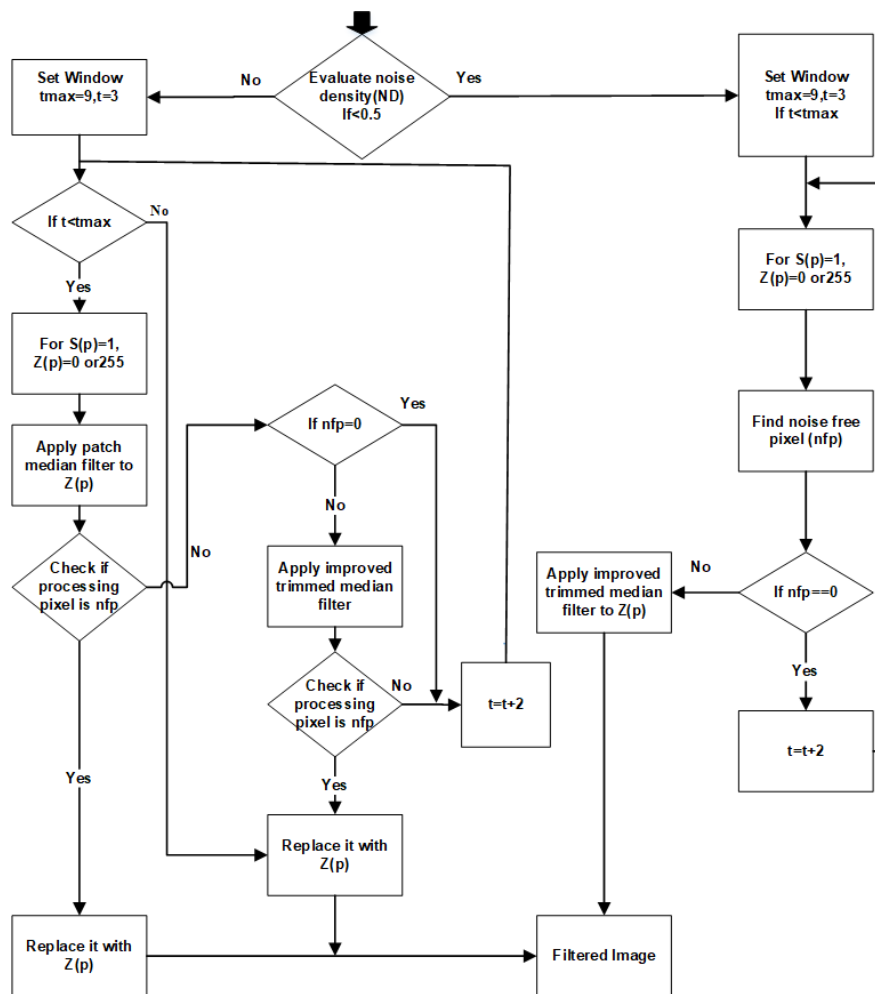 Evaluate noise
density(ND)
If<0.5
No
Yes
Set Window
tmax=9,t=3
Set Window
tmax=9,t=3
If t<tmax
If t<tmax
No
Yes
For S(p)=1,
Z(p)=0 or255
For S(p)=1,
Z(p)=0 or255
Apply patch
median filter to
Z(p)
If nfp=0
Yes
No
Find noise free
pixel (nfp)
Check if
processing
pixel is nfp
No
Apply improved
trimmed median
filter
Apply improved
trimmed median
filter to Z(p)
No
If nfp==0
Yes
Check if
processing
pixel is nfp
No
t=t+2
t=t+2
Yes
Yes
Replace it with
Z(p)
Replace it with
Z(p)
Filtered Image